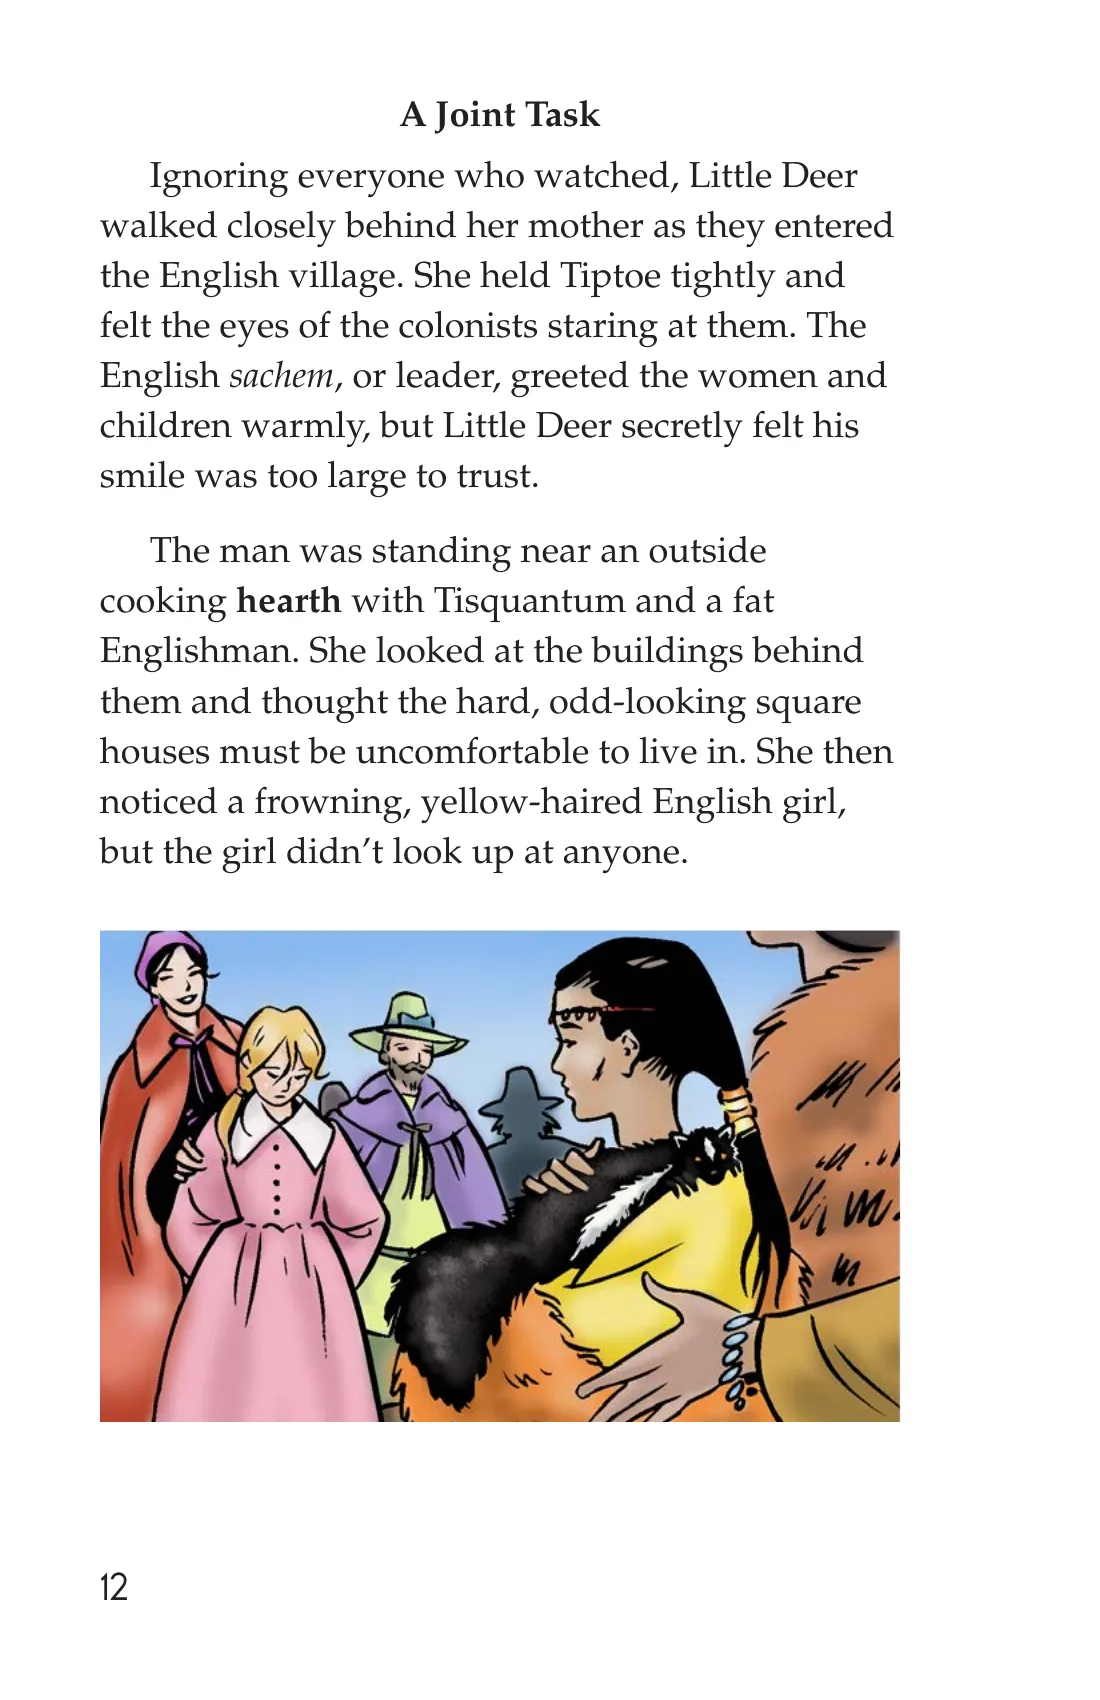 A Joint Task
Ignoring everyone who watched, Little Deer
walked closely behind her mother as they entered
the English village. She held Tiptoe tightly and
felt the eyes of the colonists staring at them. The
English sachem, or leader, greeted the women and
children warmly, but Little Deer secretly felt his
smile was too large to trust.
The man was standing near an outside
cooking hearth with Tisquantum and a fat
Englishman. She looked at the buildings behind
them and thought the hard, odd-looking square
houses must be uncomfortable to live in. She then
noticed a frowning, yellow-haired English girl,
but the girl didn’t look up at anyone.
12